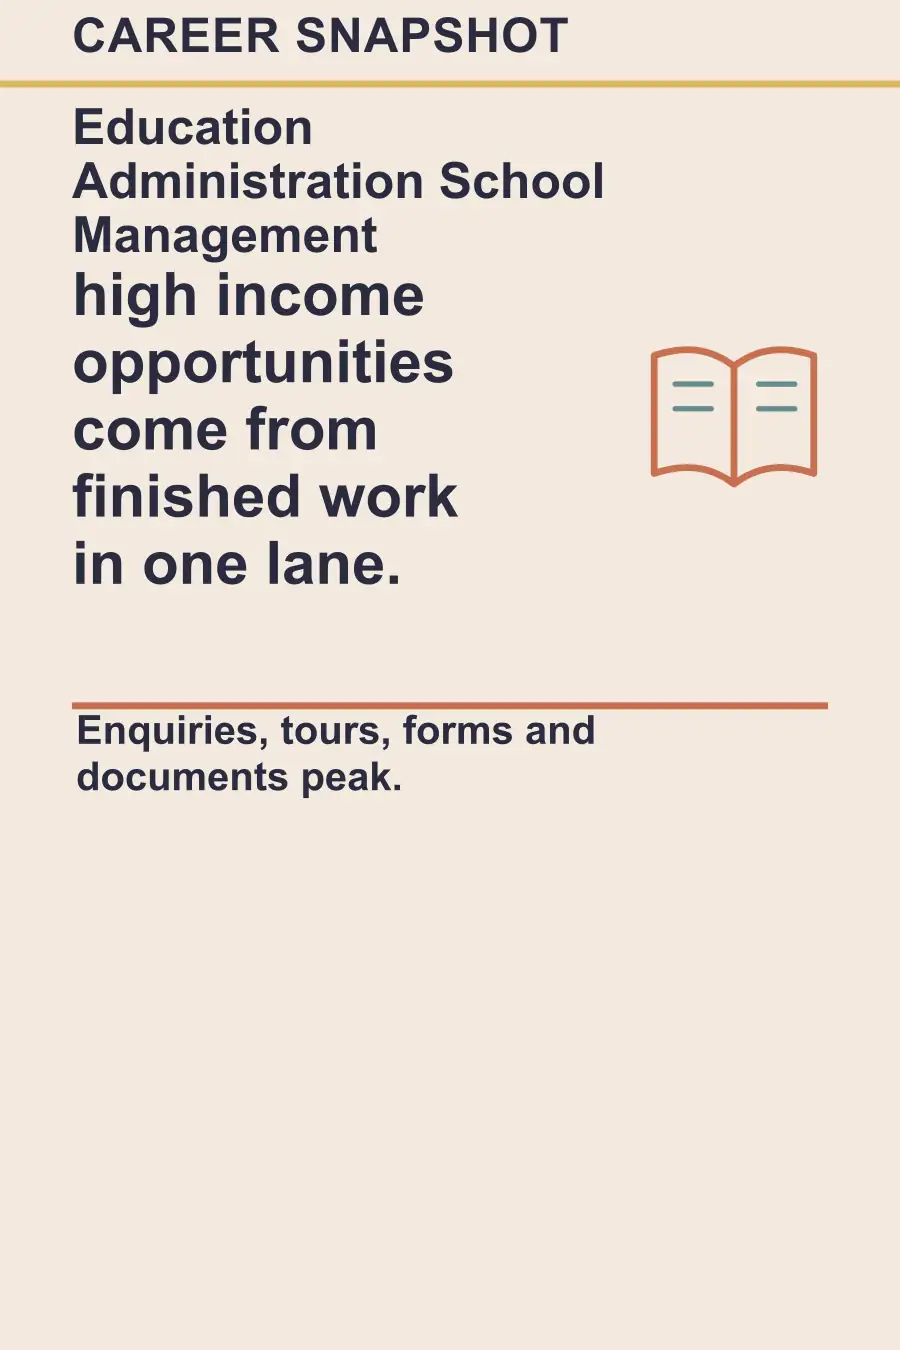 CAREER SNAPSHOT
Education
Administration School
Management
high income
opportunities
come from
finished work
in one lane.
Enquiries, tours, forms and
documents peak.